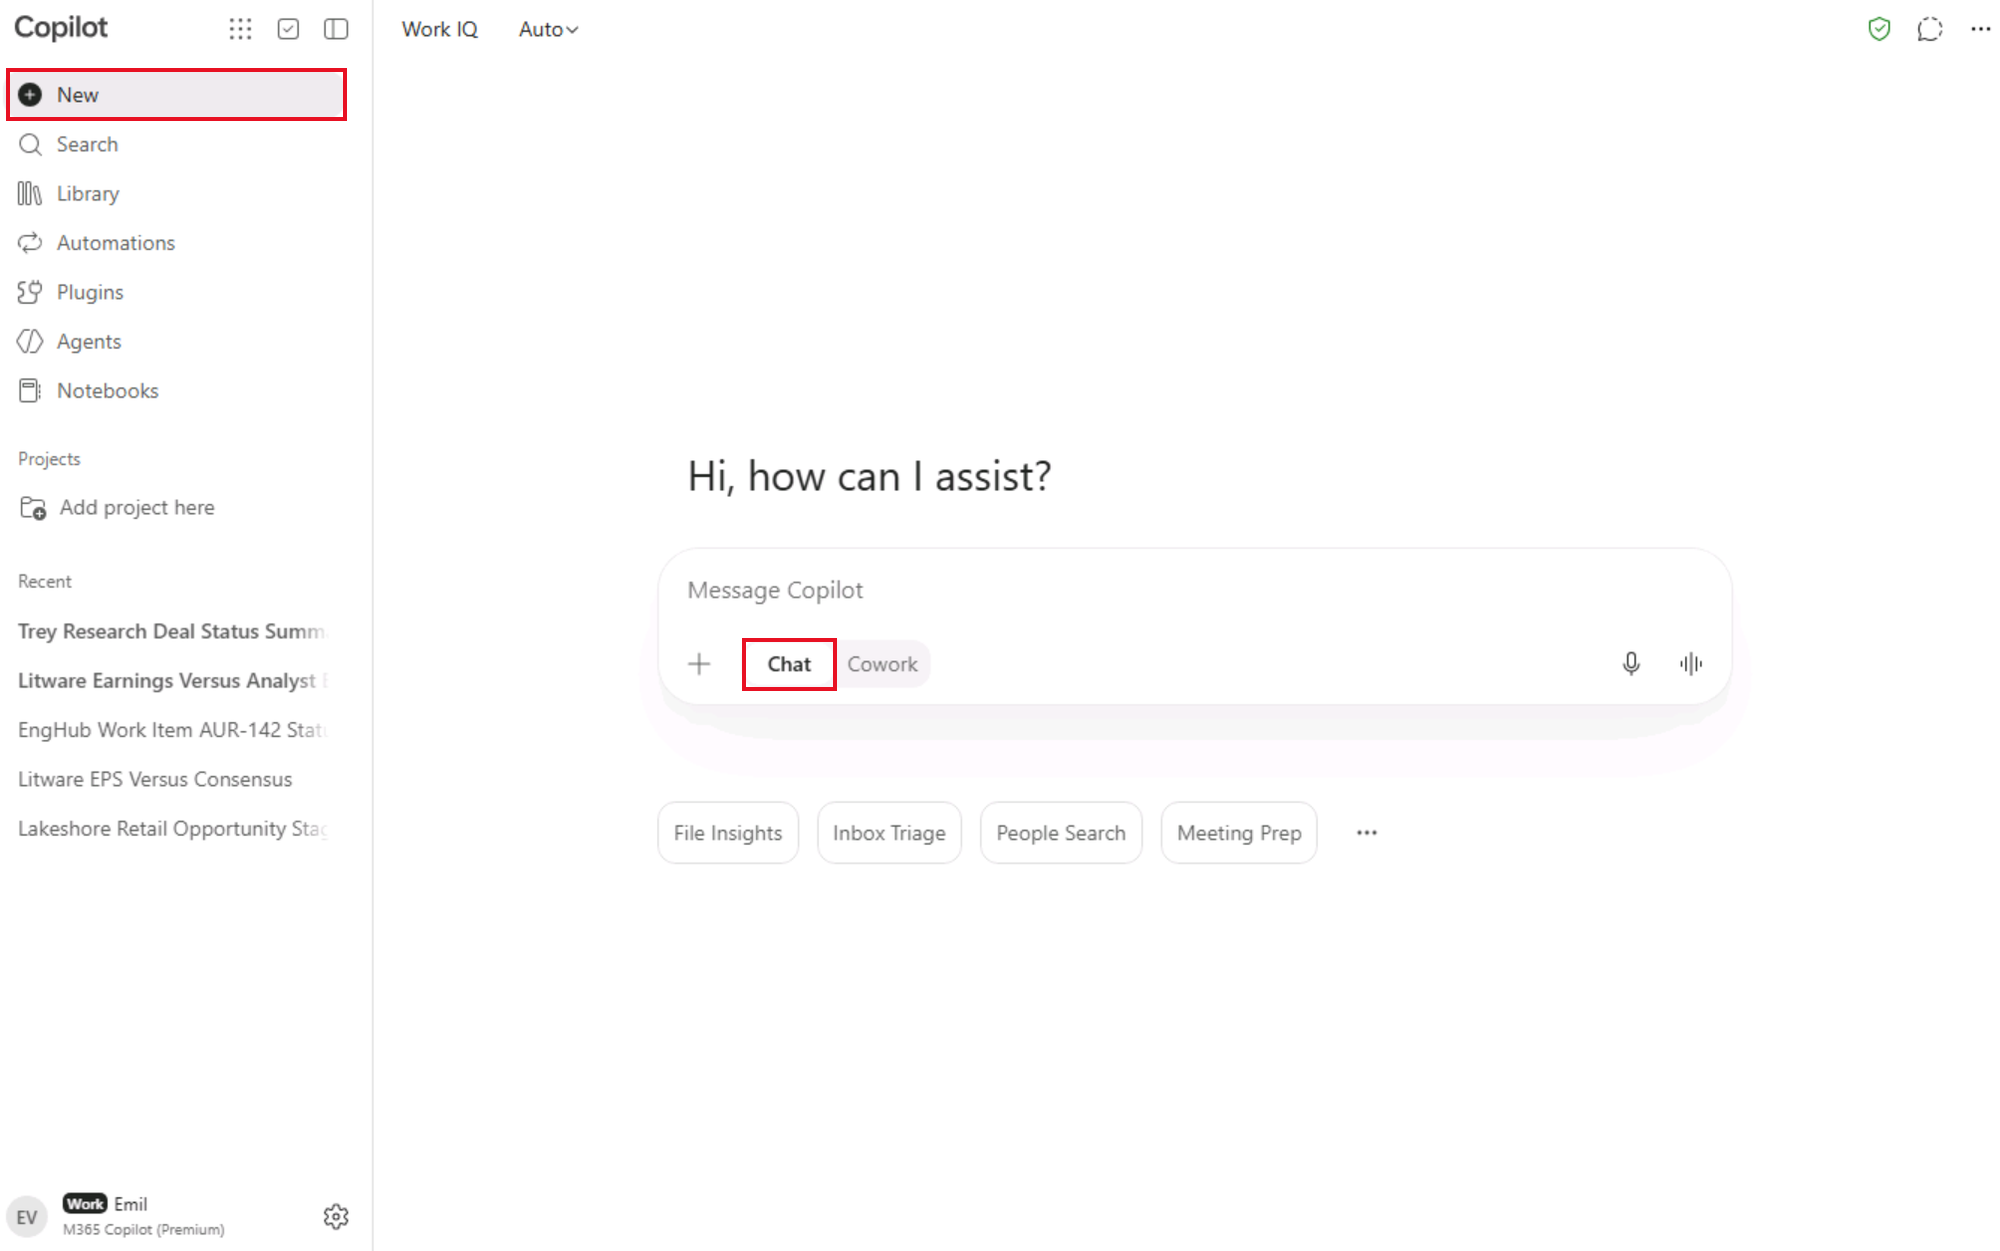 Copilot
Work IQ
Auto
New
Search
Library
Automations
Plugins
Agents
Notebooks
Projects
Add project here
Recent
Trey Research Deal Status Summ
Litware Earnings Versus Analyst
EngHub Work Item AUR-142 Stat
Litware EPS Versus Consensus
Lakeshore Retail Opportunity Sta
EV
Work Emil
M365 Copilot (Premium)
Hi, how can I assist?
Message Copilot
Chat Cowork
File Insights
Inbox Triage
People Search
Meeting Prep